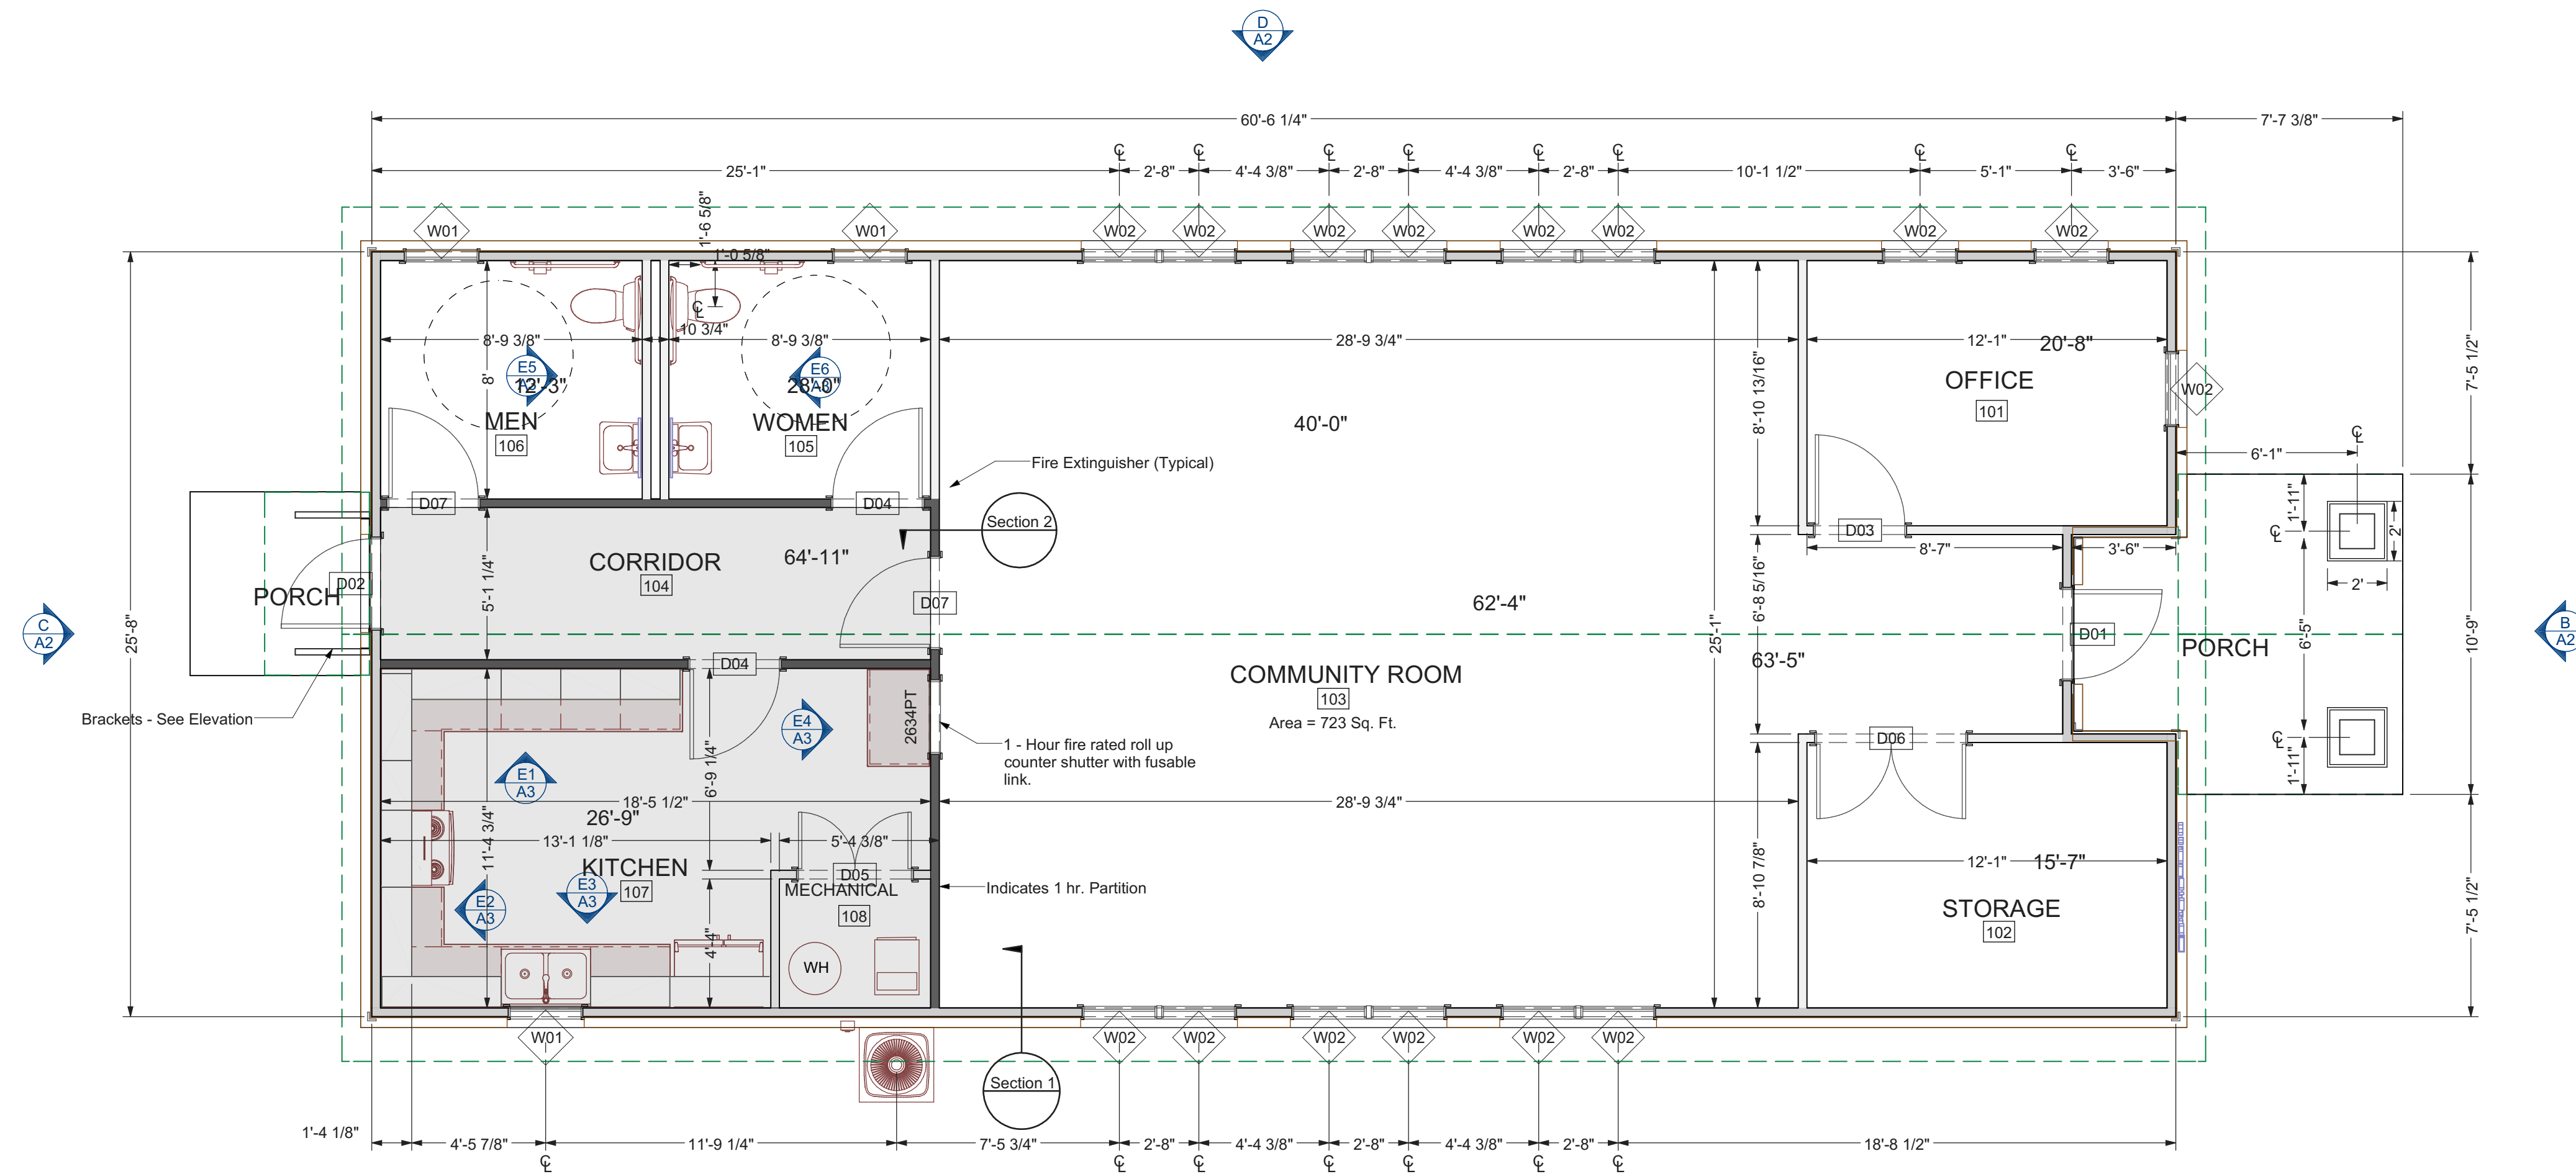 D
A2
60'-6 1/4"
7'-7 3/8"
℄ ℄ ℄ ℄ ℄ ℄ ℄ ℄
25'-1"
2'-8"
4'-4 3/8"
2'-8"
4'-4 3/8"
2'-8"
10'-1 1/2"
5'-1"
3'-6"
1'-6 5/8"
W01
W01
W02
W02
W02
W02
W02
W02
W02
W02
1'-0 5/8"
℄
10 3/4"
8'-9 3/8"
8'-9 3/8"
28'-9 3/4"
12'-1"
20'-8"
7'-5 1/2"
8'
E5
A3
12'-3"
E6
A3
28'-0"
8'-10 13/16"
OFFICE
101
W02
MEN
106
WOMEN
105
40'-0"
℄
6'-1"
Fire Extinguisher (Typical)
D07
D04
Section 2
D03
1'-11"
2'
℄
8'-7"
3'-6"
CORRIDOR
104
64'-11"
5'-1 1/4"
D02
PORCH
D07
62'-4"
6'-8 5/16"
2'
C
A2
25'-8"
25'-1"
D01
PORCH
6'-5"
10'-9"
B
A2
D04
63'-5"
COMMUNITY ROOM
103
Area = 723 Sq. Ft.
Brackets - See Elevation
2634PT
E4
A3
1 - Hour fire rated roll up
counter shutter with fusable
link.
D06
℄
1'-11"
E1
A3
6'-9 1/4"
18'-5 1/2"
28'-9 3/4"
26'-9"
13'-1 1/8"
5'-4 3/8"
11'-4 3/4"
KITCHEN
107
D05
MECHANICAL
108
E3
A3
E2
A3
Indicates 1 hr. Partition
8'-10 7/8"
12'-1"
15'-7"
STORAGE
102
7'-5 1/2"
4'-4"
WH
W01
W02
W02
W02
W02
W02
W02
Section 1
1'-4 1/8"
4'-5 7/8"
11'-9 1/4"
7'-5 3/4"
2'-8"
4'-4 3/8"
2'-8"
4'-4 3/8"
2'-8"
18'-8 1/2"
℄ ℄ ℄ ℄ ℄ ℄ ℄